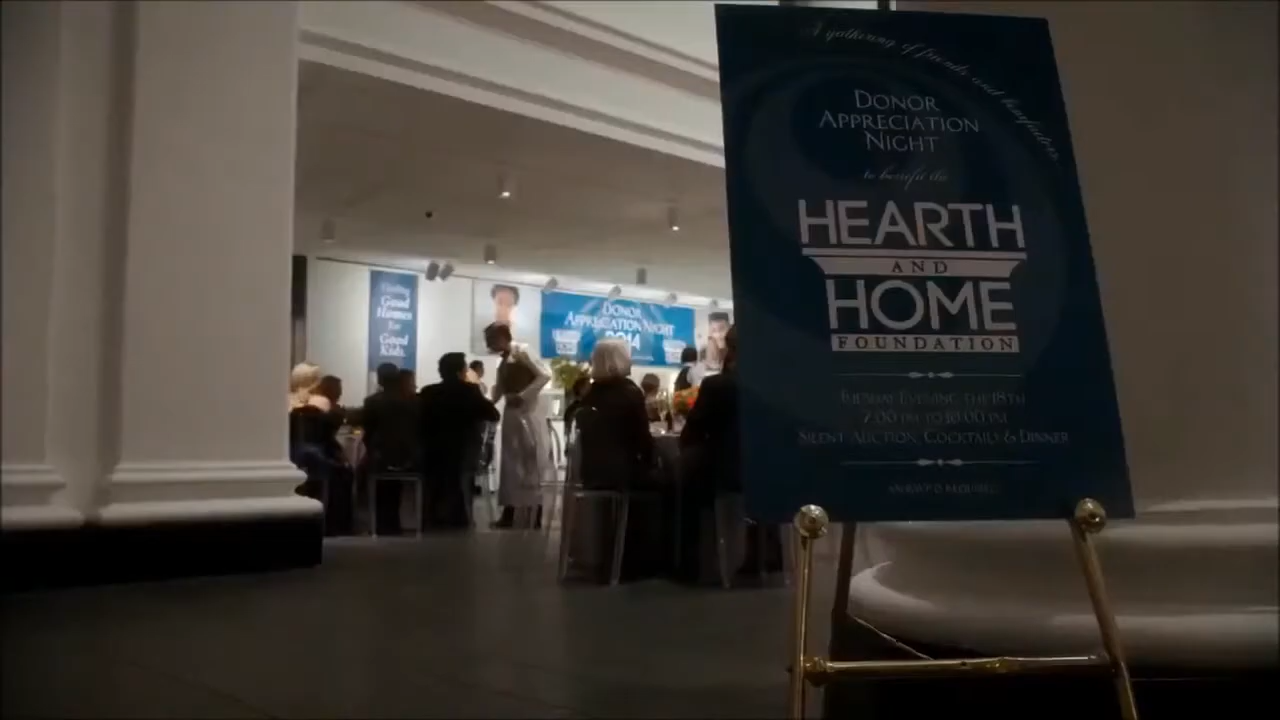 A gathering of friends and benefactors
DONOR
APPRECIATION
NIGHT
to benefit the
HEARTH
AND
HOME
FOUNDATION
TUESDAY EVENING, THE 18TH
7:00 PM TO 10:00 PM
SILENT AUCTION, COCKTAILS & DINNER
Good
Homes
for
Good
Kids.
DONOR
APPRECIATION NIGHT
2014